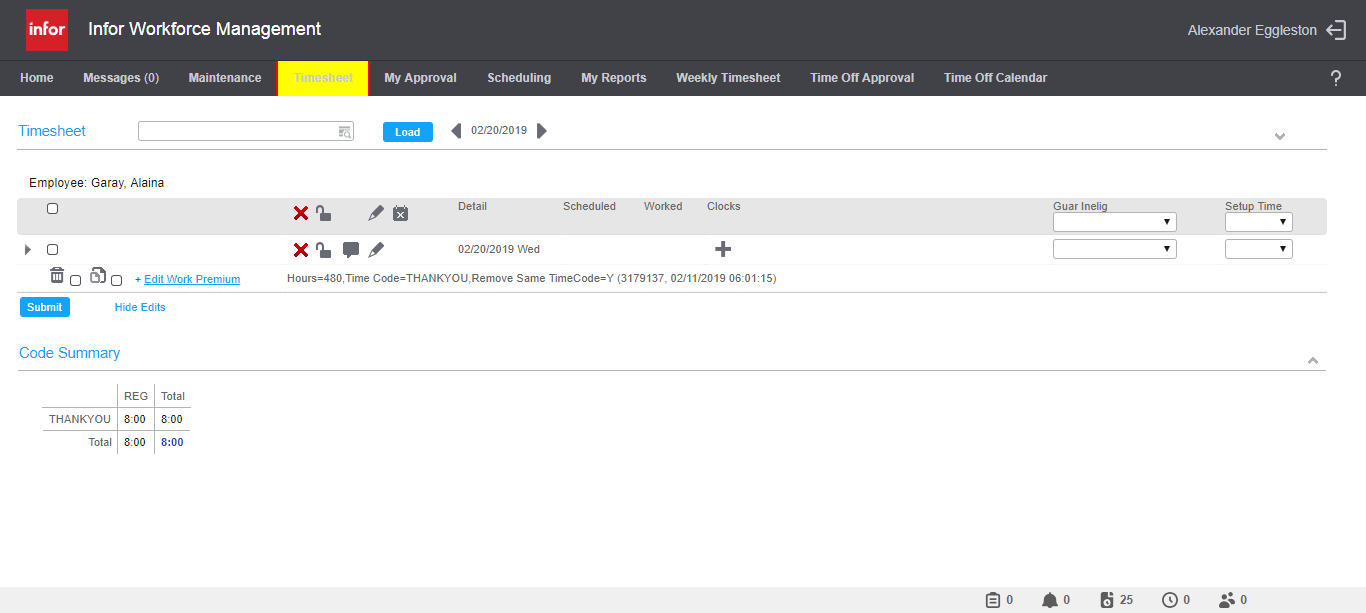 infor Infor Workforce Management Alexander Eggleston
Home Messages (0) Maintenance Timesheet My Approval Scheduling My Reports Weekly Timesheet Time Off Approval Time Off Calendar ?
Timesheet Load 02/20/2019
Employee: Garay, Alaina
Detail Scheduled Worked Clocks Guar Inelig Setup Time
02/20/2019 Wed
+ Edit Work Premium Hours=480,Time Code=THANKYOU,Remove Same TimeCode=Y (3179137, 02/11/2019 06:01:15)
Submit Hide Edits
Code Summary
REG Total
THANKYOU 8:00 8:00
Total 8:00 8:00
0 0 25 0 0